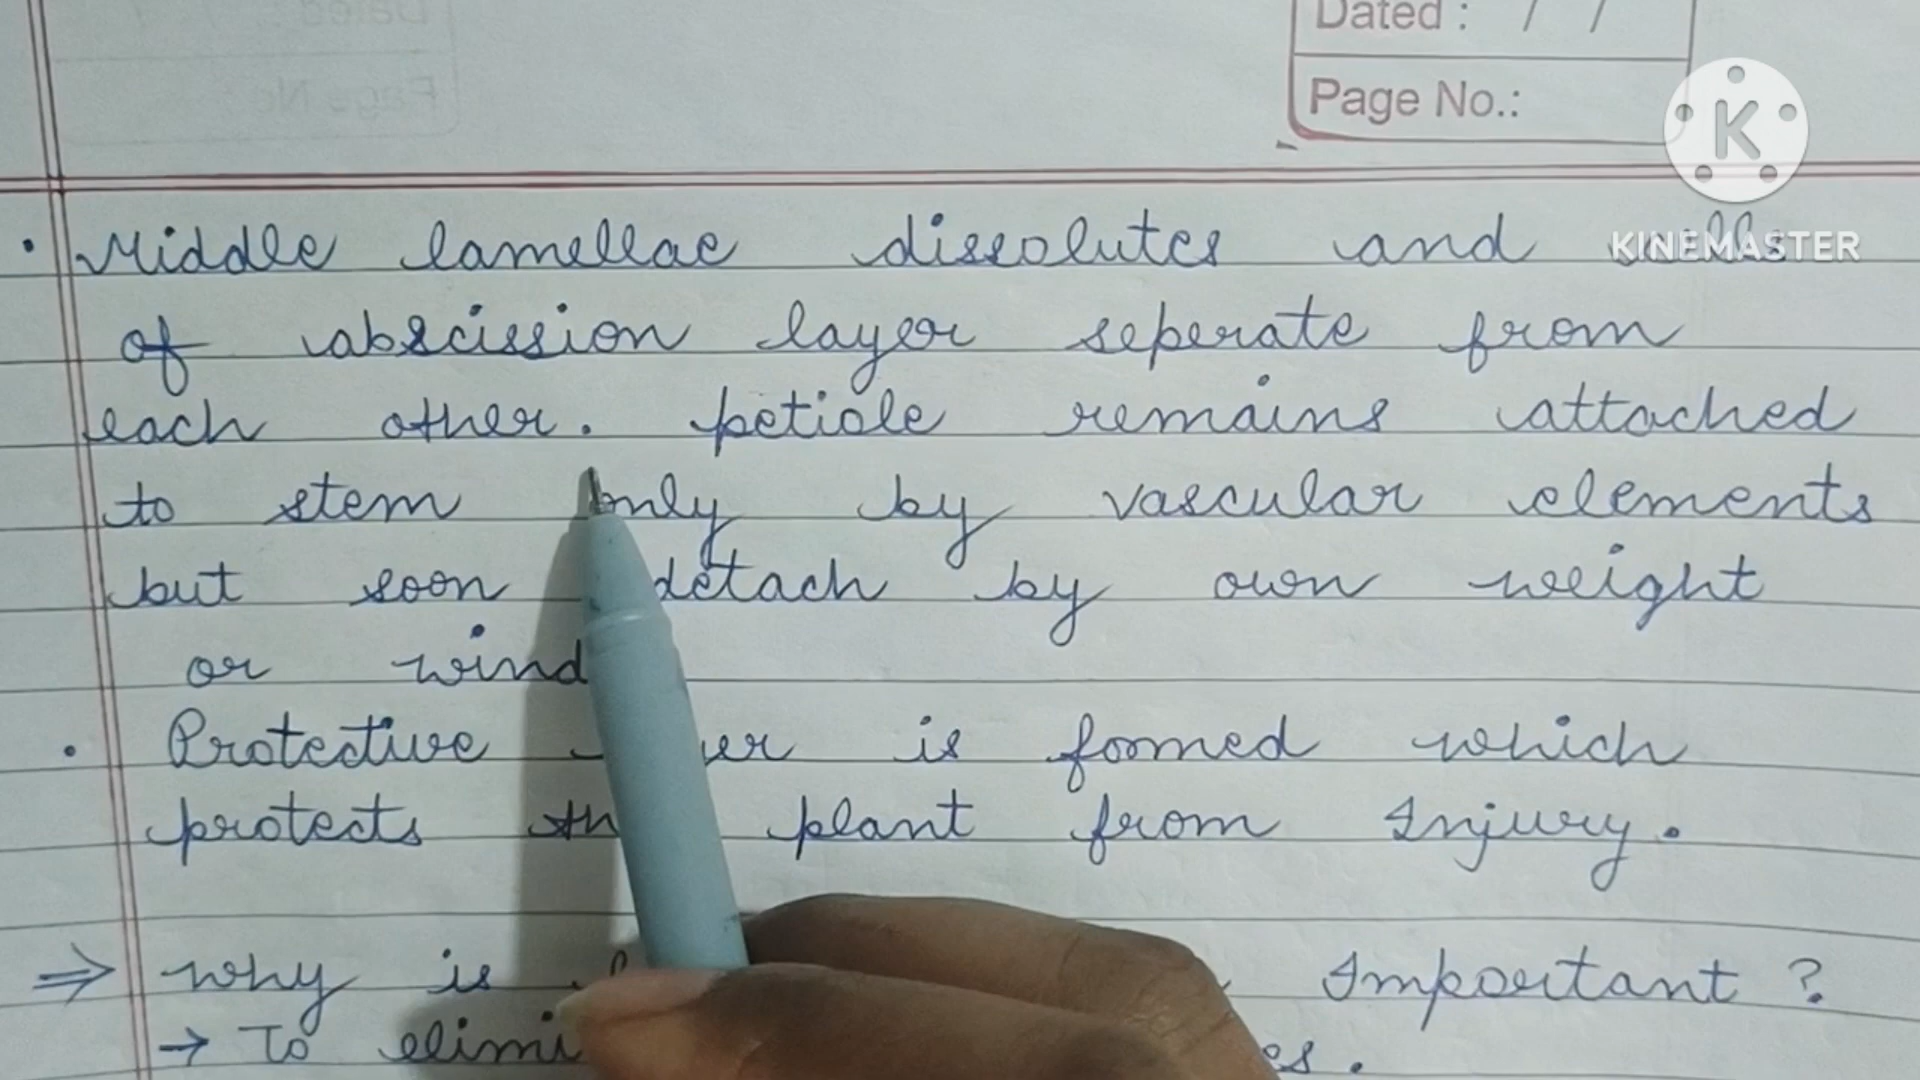 Dated : / /
Page No.:
K
KINEMASTER
• Middle lamellae dissolutes and cells
of abscission layer seperate from
each other. petiole remains attached
to stem only by vascular elements
but soon detach by own weight
or wind
• Protective is formed which
protects plant from Injury.
⇒ why is Important ?
→ To